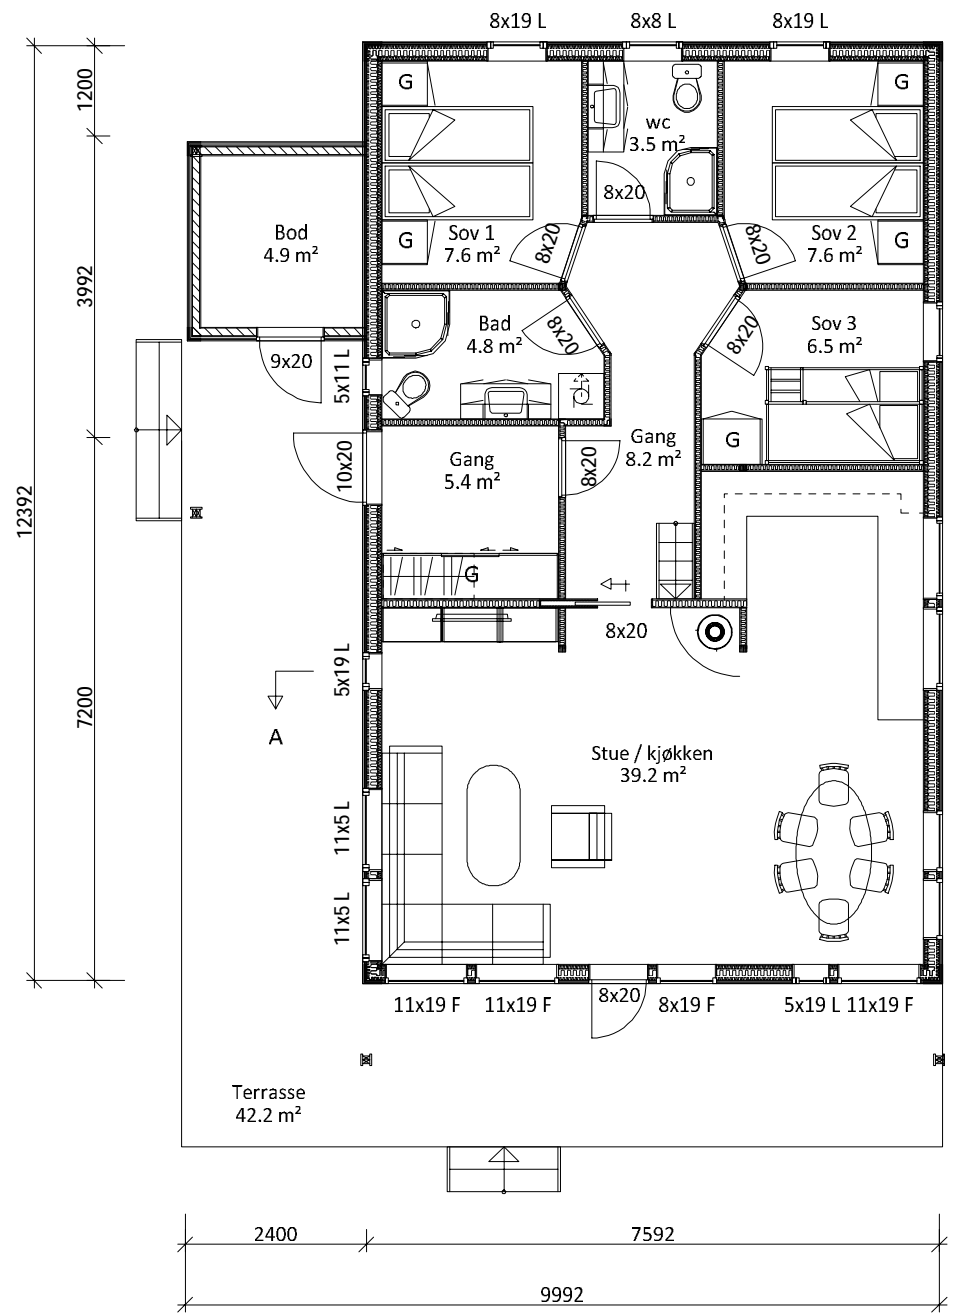 8x19 L 8x8 L 8x19 L
1200
G
G
wc
3.5 m²
8x20
Bod
4.9 m²
G
Sov 1
7.6 m²
8x20
8x20
Sov 2
7.6 m²
G
3992
9x20
5x11 L
Bad
4.8 m²
8x20
8x20
Sov 3
6.5 m²
G
12392
10x20
Gang
5.4 m²
8x20
Gang
8.2 m²
G
8x20
5x19 L
7200
A
Stue / kjøkken
39.2 m²
11x5 L
11x5 L
11x19 F 11x19 F 8x20 8x19 F 5x19 L 11x19 F
Terrasse
42.2 m²
2400 7592
9992